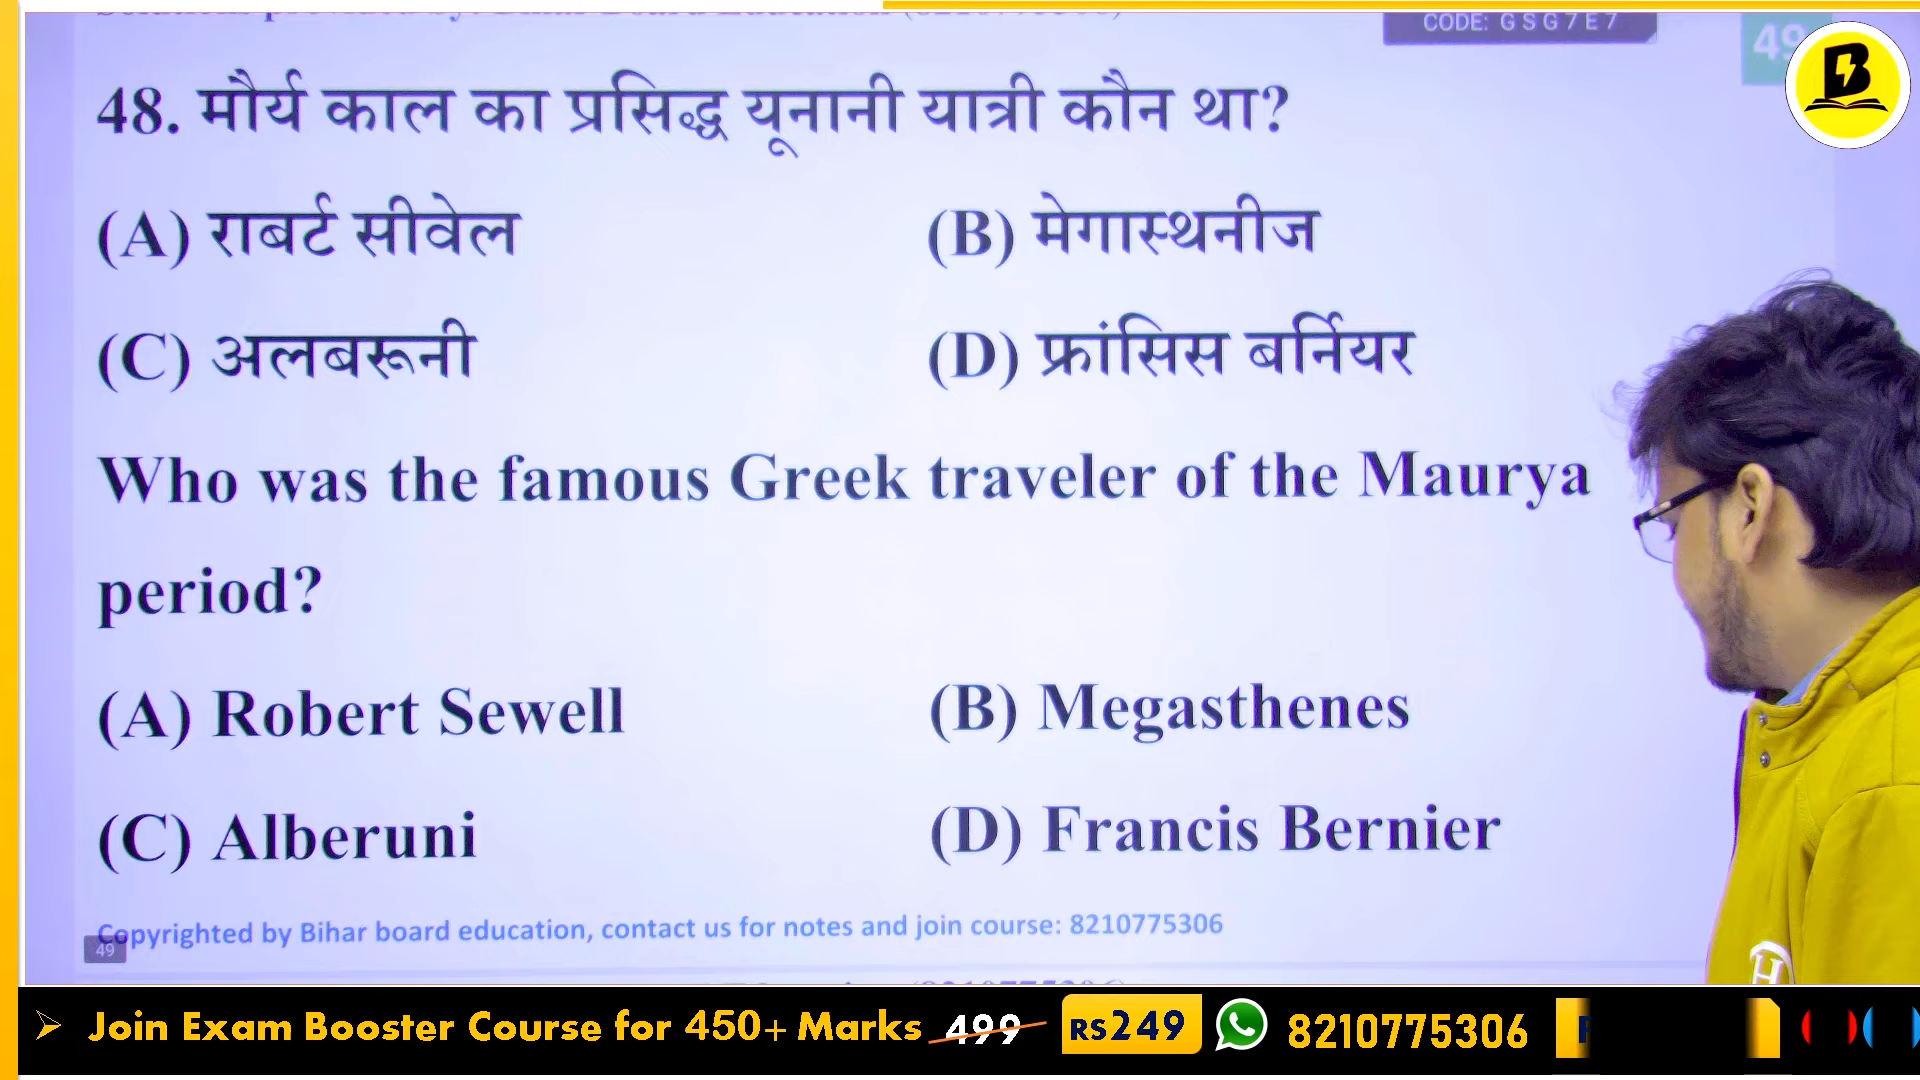 CODE: GSG7E7
49
B
48. मौर्य काल का प्रसिद्ध यूनानी यात्री कौन था?
(A) राबर्ट सीवेल
(B) मेगास्थनीज
(C) अलबरूनी
(D) फ्रांसिस बर्नियर
Who was the famous Greek traveler of the Maurya
period?
(A) Robert Sewell
(B) Megasthenes
(C) Alberuni
(D) Francis Bernier
Copyrighted by Bihar board education, contact us for notes and join course: 8210775306
49
H
Join Exam Booster Course for 450+ Marks 499 RS249 8210775306